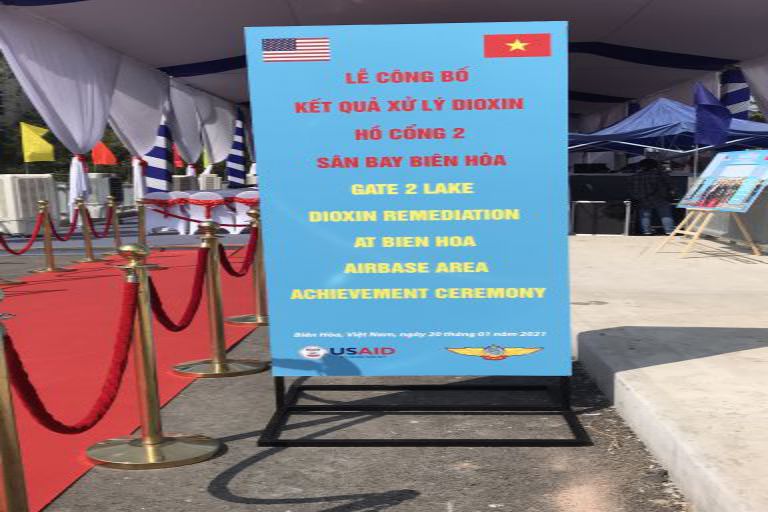 LỄ CÔNG BỐ
KẾT QUẢ XỬ LÝ DIOXIN
HỒ CỔNG 2
SÂN BAY BIÊN HÒA
GATE 2 LAKE
DIOXIN REMEDIATION
AT BIEN HOA
AIRBASE AREA
ACHIEVEMENT CEREMONY
Biên Hòa, Việt Nam, ngày 20 tháng 01 năm 2021
USAID